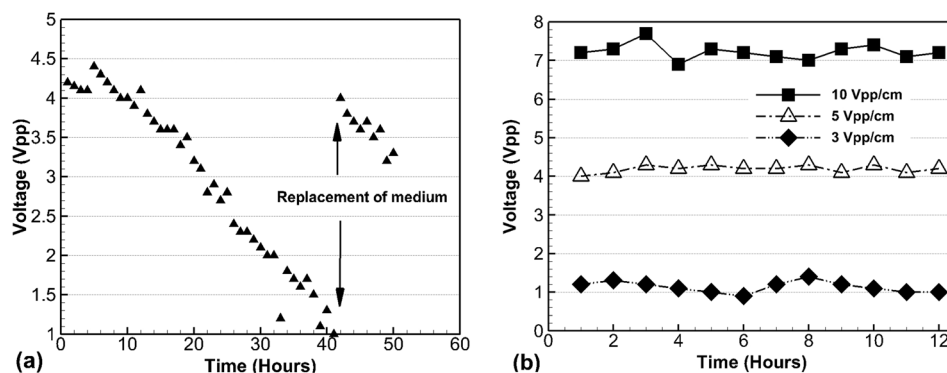 5
4.5
4
3.5
3
2.5
2
1.5
1
Voltage (Vpp)
Replacement of medium
0 10 20 30 40 50 60
Time (Hours)
(a)
8
7
6
5
4
3
2
1
0
Voltage (Vpp)
10 Vpp/cm
5 Vpp/cm
3 Vpp/cm
0 2 4 6 8 10 12
Time (Hours)
(b)